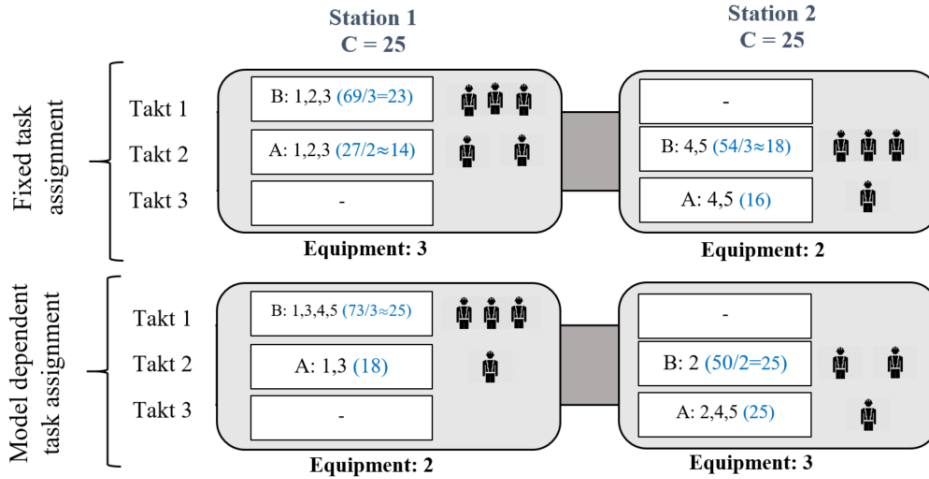 Station 1
C = 25
Station 2
C = 25
Fixed task
assignment
Takt 1
B: 1,2,3 (69/3=23)
-
Takt 2
A: 1,2,3 (27/2≈14)
B: 4,5 (54/3≈18)
Takt 3
-
A: 4,5 (16)
Equipment: 3
Equipment: 2
Model dependent
task assignment
Takt 1
B: 1,3,4,5 (73/3≈25)
-
Takt 2
A: 1,3 (18)
B: 2 (50/2=25)
Takt 3
-
A: 2,4,5 (25)
Equipment: 2
Equipment: 3